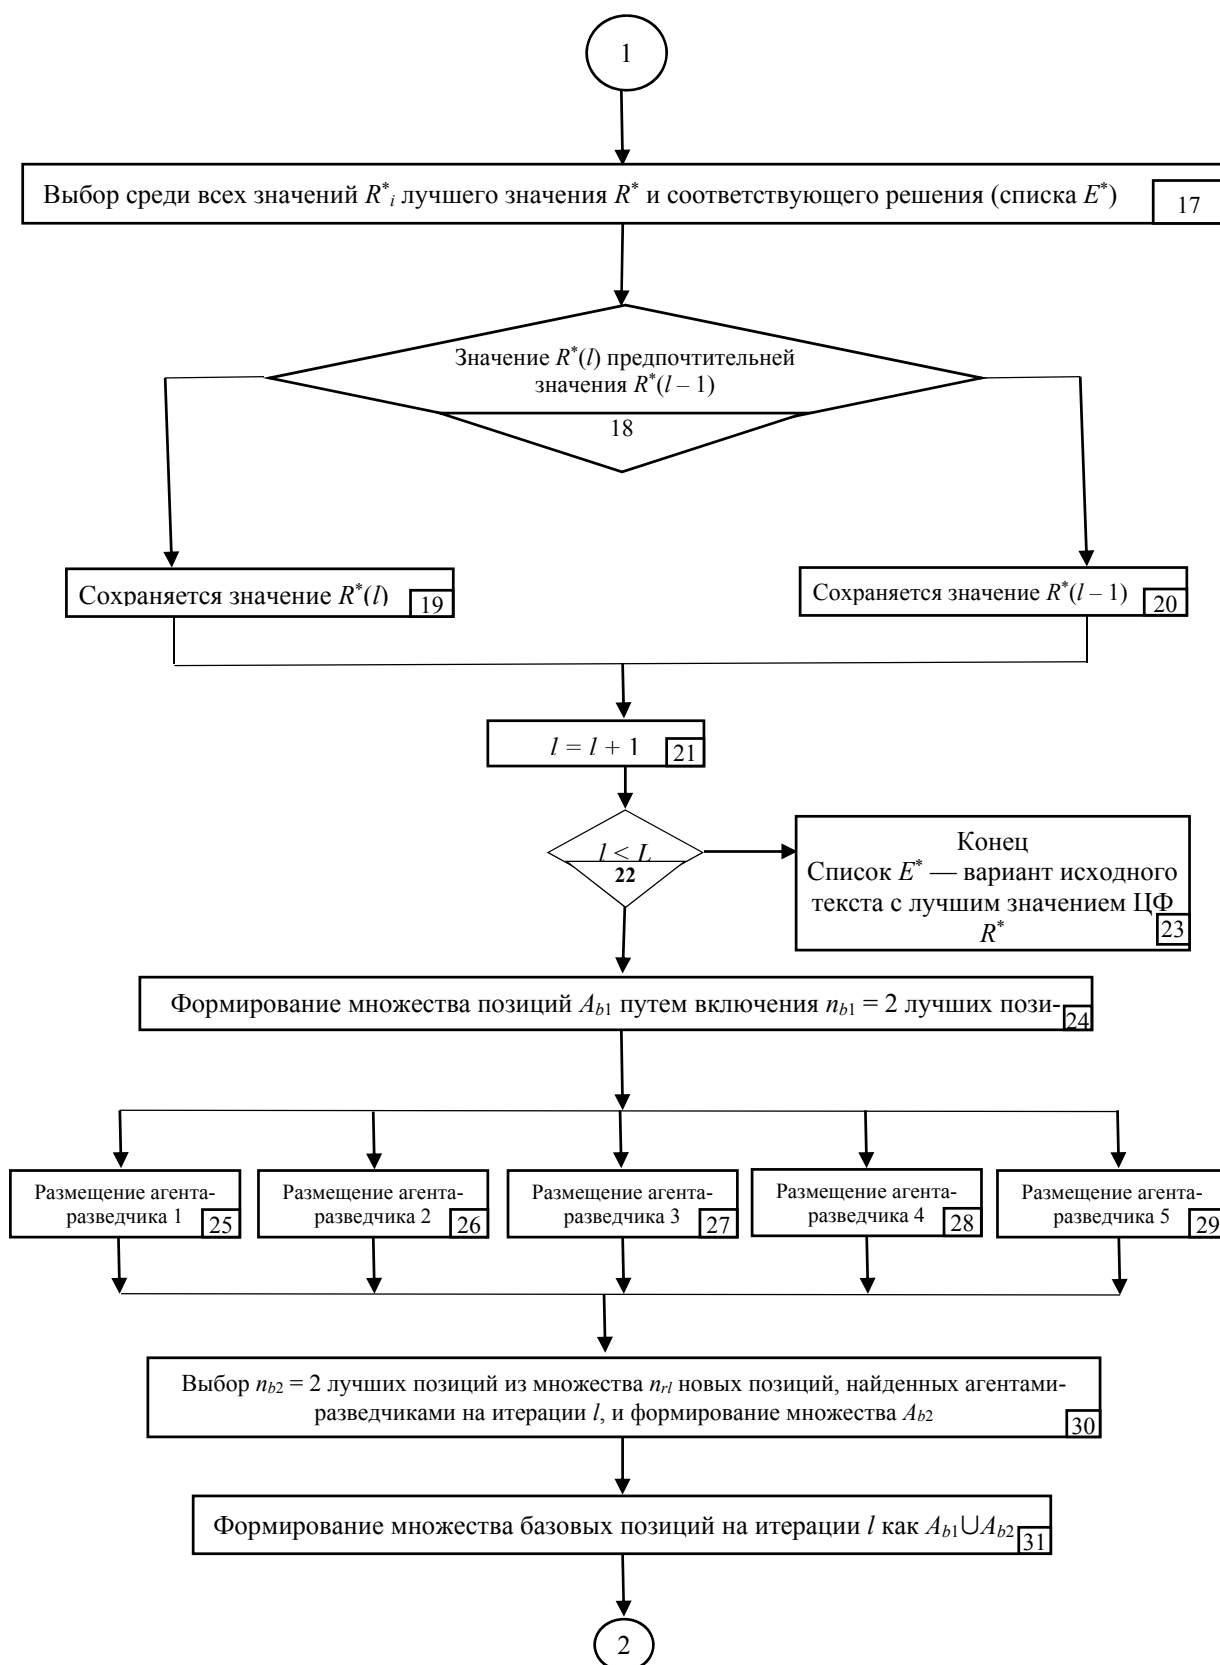 1
Выбор среди всех значений R*i лучшего значения R* и соответствующего решения (списка E*)
17
Значение R*(l) предпочтительней
значения R*(l – 1)
18
Сохраняется значение R*(l)
19
Сохраняется значение R*(l – 1)
20
l = l + 1
21
l < L
22
Конец
Список E* — вариант исходного
текста с лучшим значением ЦФ
R*
23
Формирование множества позиций Ab1 путем включения nb1 = 2 лучших пози-
24
Размещение агента-
разведчика 1
25
Размещение агента-
разведчика 2
26
Размещение агента-
разведчика 3
27
Размещение агента-
разведчика 4
28
Размещение агента-
разведчика 5
29
Выбор nb2 = 2 лучших позиций из множества nrl новых позиций, найденных агентами-
разведчиками на итерации l, и формирование множества Ab2
30
Формирование множества базовых позиций на итерации l как Ab1∪Ab2
31
2